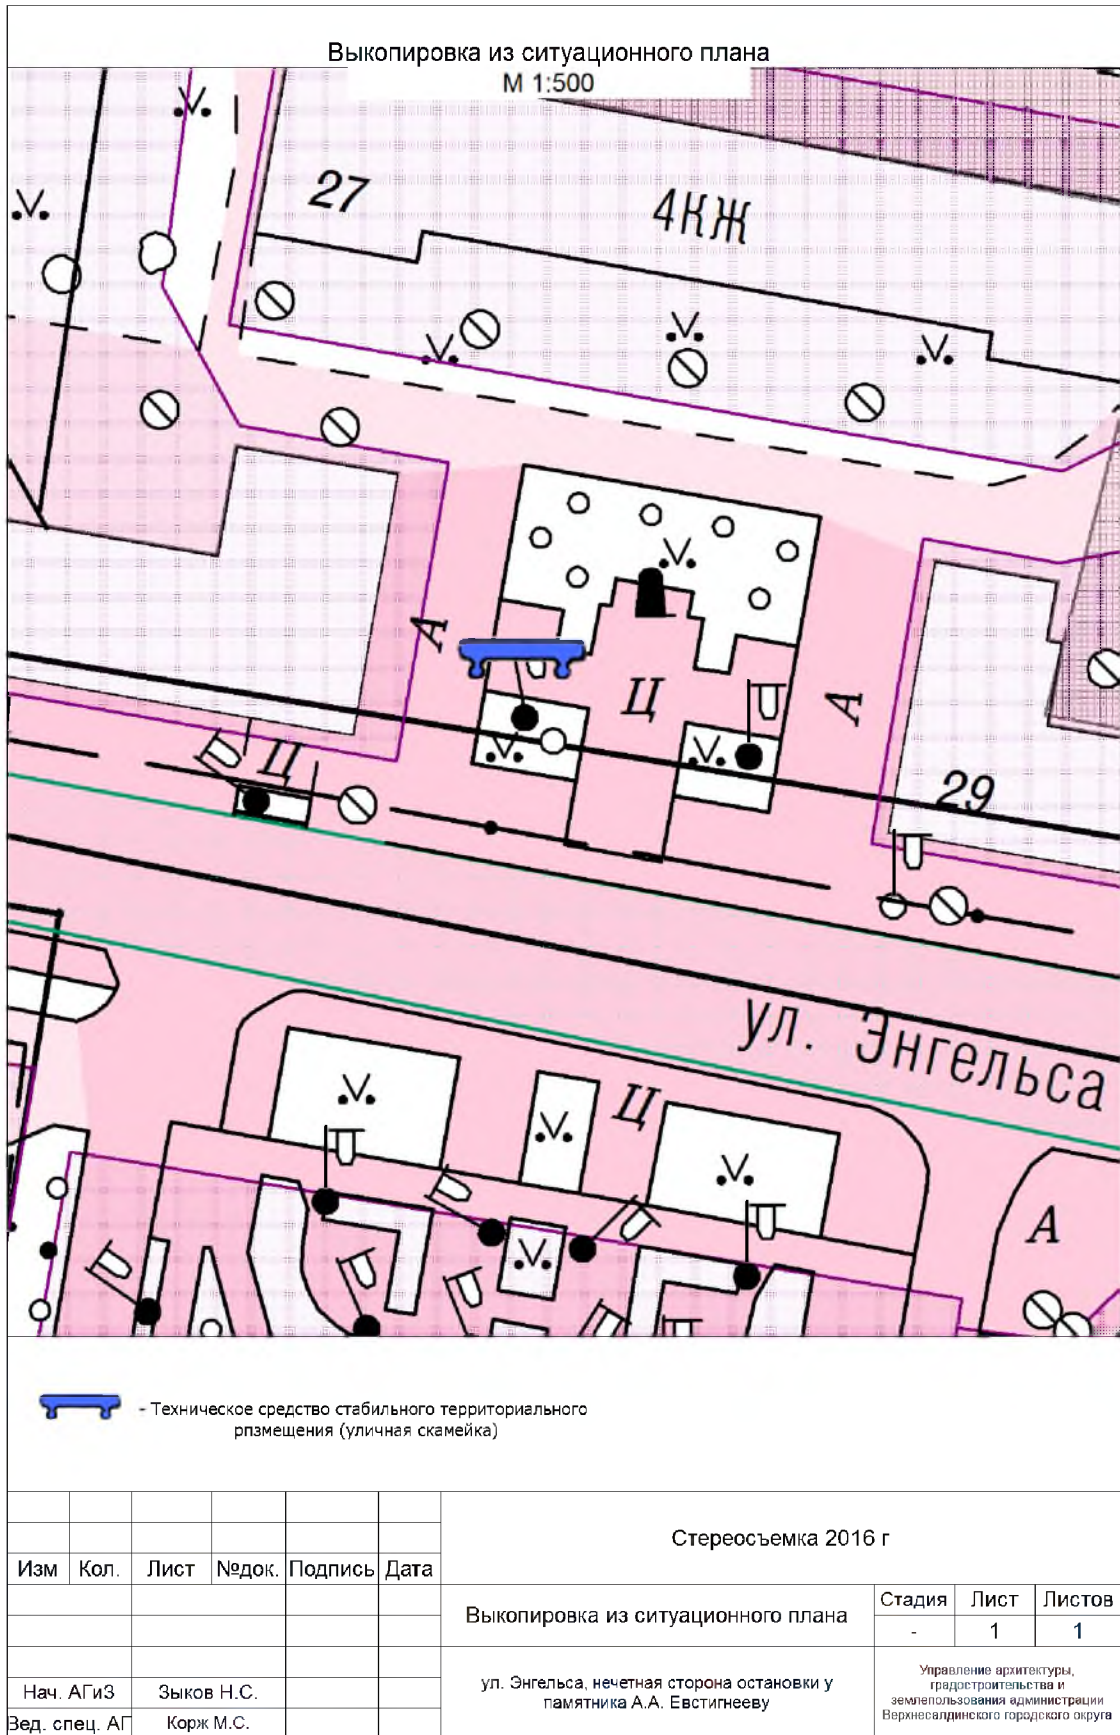 Выкопировка из ситуационного плана
М 1:500
27
4КЖ
А
Ц
А
Ц
29
ул. Энгельса
Ц
А
- Техническое средство стабильного территориального
рпзмещения (уличная скамейка)
Стереосъемка 2016 г
Изм Кол. Лист №док. Подпись Дата
Выкопировка из ситуационного плана
Стадия Лист Листов
- 1 1
ул. Энгельса, нечетная сторона остановки у
памятника А.А. Евстигнееву
Управление архитектуры,
градостроительства и
землепользования администрации
Верхнесалдинского городского округа
Нач. АГиЗ Зыков Н.С.
Вед. спец. АГ Корж М.С.